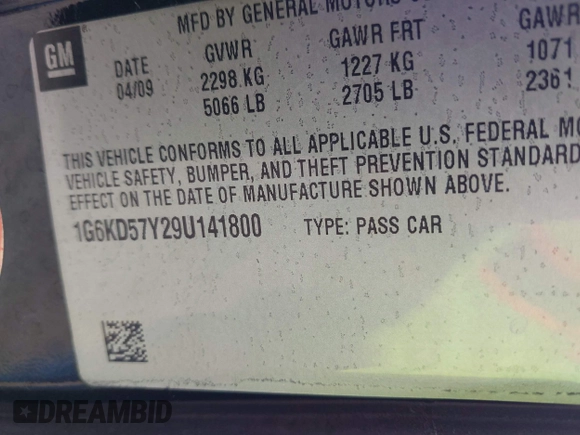 MFD BY GENERAL MOTORS
GM
DATE GVWR GAWR FRT GAWR
04/09 2298 KG 1227 KG 1071
5066 LB 2705 LB 2361
THIS VEHICLE CONFORMS TO ALL APPLICABLE U.S. FEDERAL MO
VEHICLE SAFETY, BUMPER, AND THEFT PREVENTION STANDARD
EFFECT ON THE DATE OF MANUFACTURE SHOWN ABOVE.
1G6KD57Y29U141800 TYPE: PASS CAR
DREAMBID